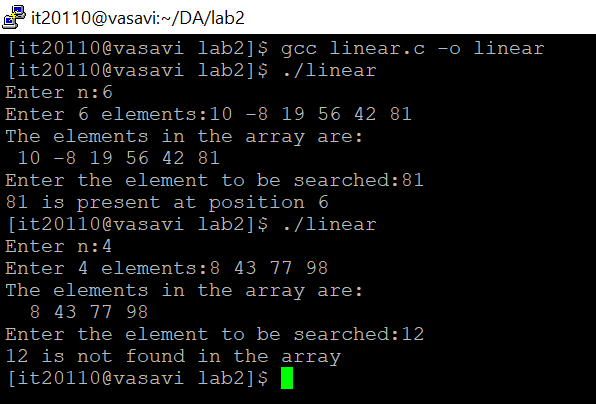 it20110@vasavi:~/DA/lab2
[it20110@vasavi lab2]$ gcc linear.c -o linear
[it20110@vasavi lab2]$ ./linear
Enter n:6
Enter 6 elements:10 -8 19 56 42 81
The elements in the array are:
 10 -8 19 56 42 81
Enter the element to be searched:81
81 is present at position 6
[it20110@vasavi lab2]$ ./linear
Enter n:4
Enter 4 elements:8 43 77 98
The elements in the array are:
  8 43 77 98
Enter the element to be searched:12
12 is not found in the array
[it20110@vasavi lab2]$